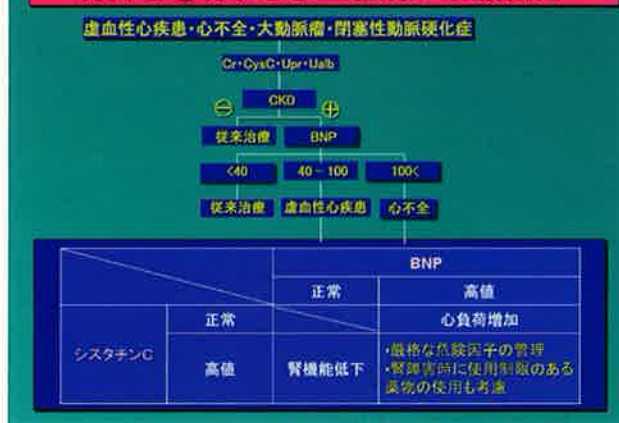 虚血性心疾患・心不全・大動脈瘤・閉塞性動脈硬化症
Cr・CysC・Upr・Ualb
⊖ CKD ⊕
従来治療 BNP
<40 40-100 100<
従来治療 虚血性心疾患 心不全
BNP
正常 高値
正常 心負荷増加
シスタチンC 高値 腎機能低下
・厳格な危険因子の管理
・腎障害時に使用制限のある
薬物の使用も考慮